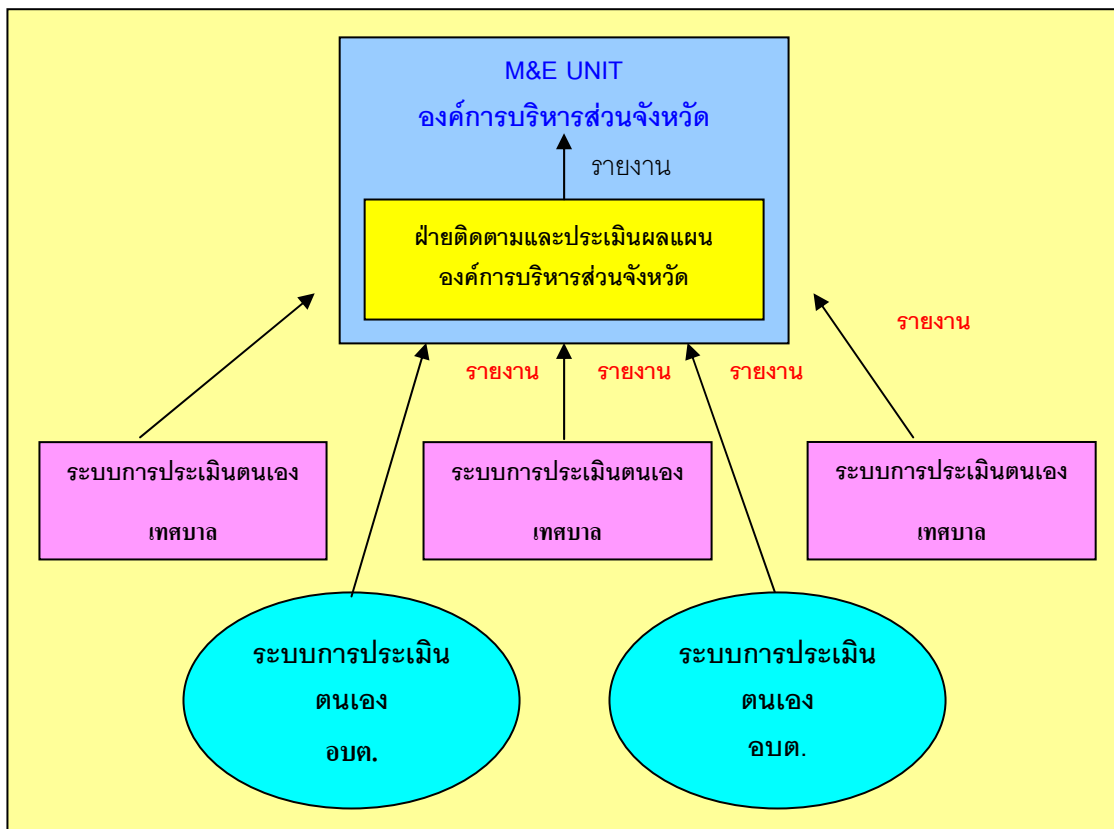 M&E UNIT
องค์การบริหารส่วนจังหวัด
รายงาน
ฝ่ายติดตามและประเมินผลแผน
องค์การบริหารส่วนจังหวัด
รายงาน
รายงาน
รายงาน
รายงาน
ระบบการประเมินตนเอง
เทศบาล
ระบบการประเมินตนเอง
เทศบาล
ระบบการประเมินตนเอง
เทศบาล
ระบบการประเมิน
ตนเอง
อบต.
ระบบการประเมิน
ตนเอง
อบต.